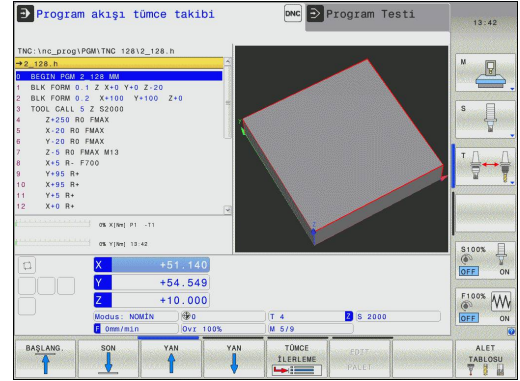 Program akışı tümce takibi
DNC
Program Testi
13:42
TNC:\nc_prog\PGM\TNC 128\2_128.h
→2_128.h
0 BEGIN PGM 2_128 MM
1 BLK FORM 0.1 Z X+0 Y+0 Z-20
2 BLK FORM 0.2 X+100 Y+100 Z+0
3 TOOL CALL 5 Z S2000
4 Z+250 R0 FMAX
5 X-20 R0 FMAX
6 Y-20 R0 FMAX
7 Z-5 R0 FMAX M13
8 X+5 R- F700
9 Y+95 R+
10 X+95 R+
11 Y+5 R+
12 X+0 R+
0% X[Nm] P1 -T1
0% Y[Nm] 13:42
X +51.140
Y +54.549
Z +10.000
Modus: NOMİN 0 T 4 Z S 2000
F 0mm/min Ovr 100% M 5/9
M
S
T
S100%
OFF ON
F100%
OFF ON
BAŞLANG.
SON
YAN
YAN
TÜMCE
İLERLEME
EDIT
PALET
ALET
TABLOSU